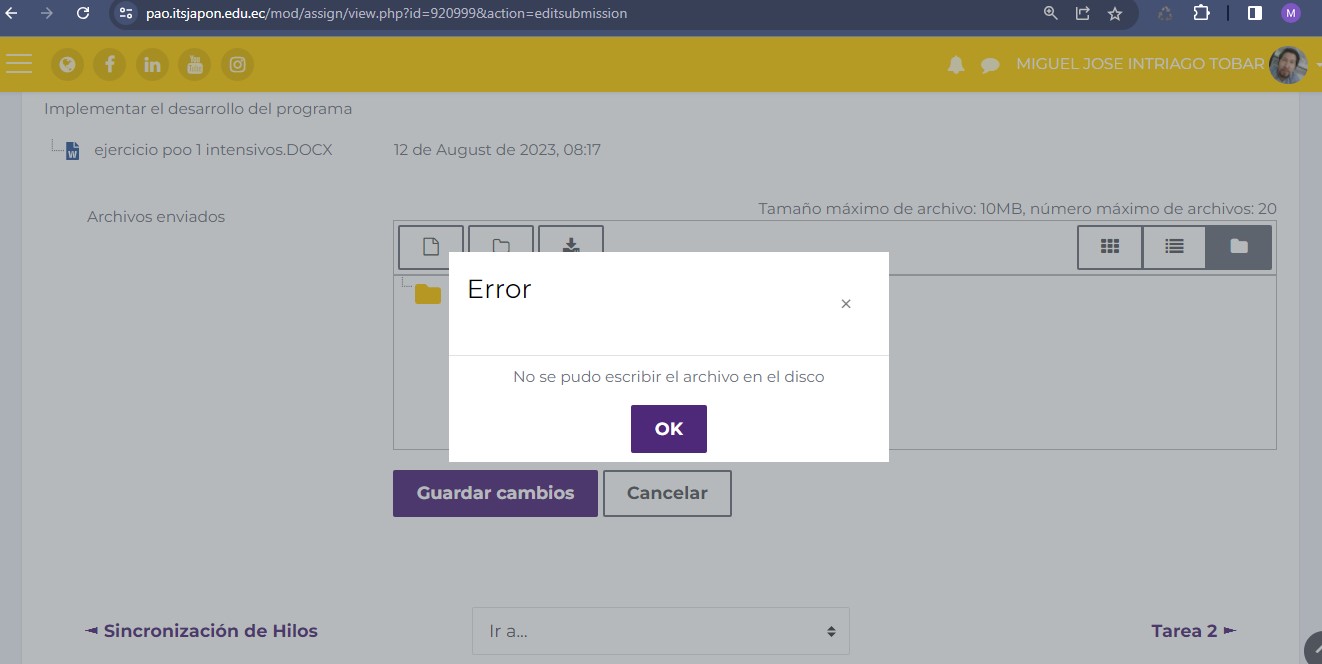 pao.itsjapon.edu.ec/mod/assign/view.php?id=920999&action=editsubmission
M
MIGUEL JOSE INTRIAGO TOBAR
Implementar el desarrollo del programa
ejercicio poo 1 intensivos.DOCX
12 de August de 2023, 08:17
Archivos enviados
Tamaño máximo de archivo: 10MB, número máximo de archivos: 20
Error
×
No se pudo escribir el archivo en el disco
OK
Guardar cambios
Cancelar
◄ Sincronización de Hilos
Ir a...
Tarea 2 ►